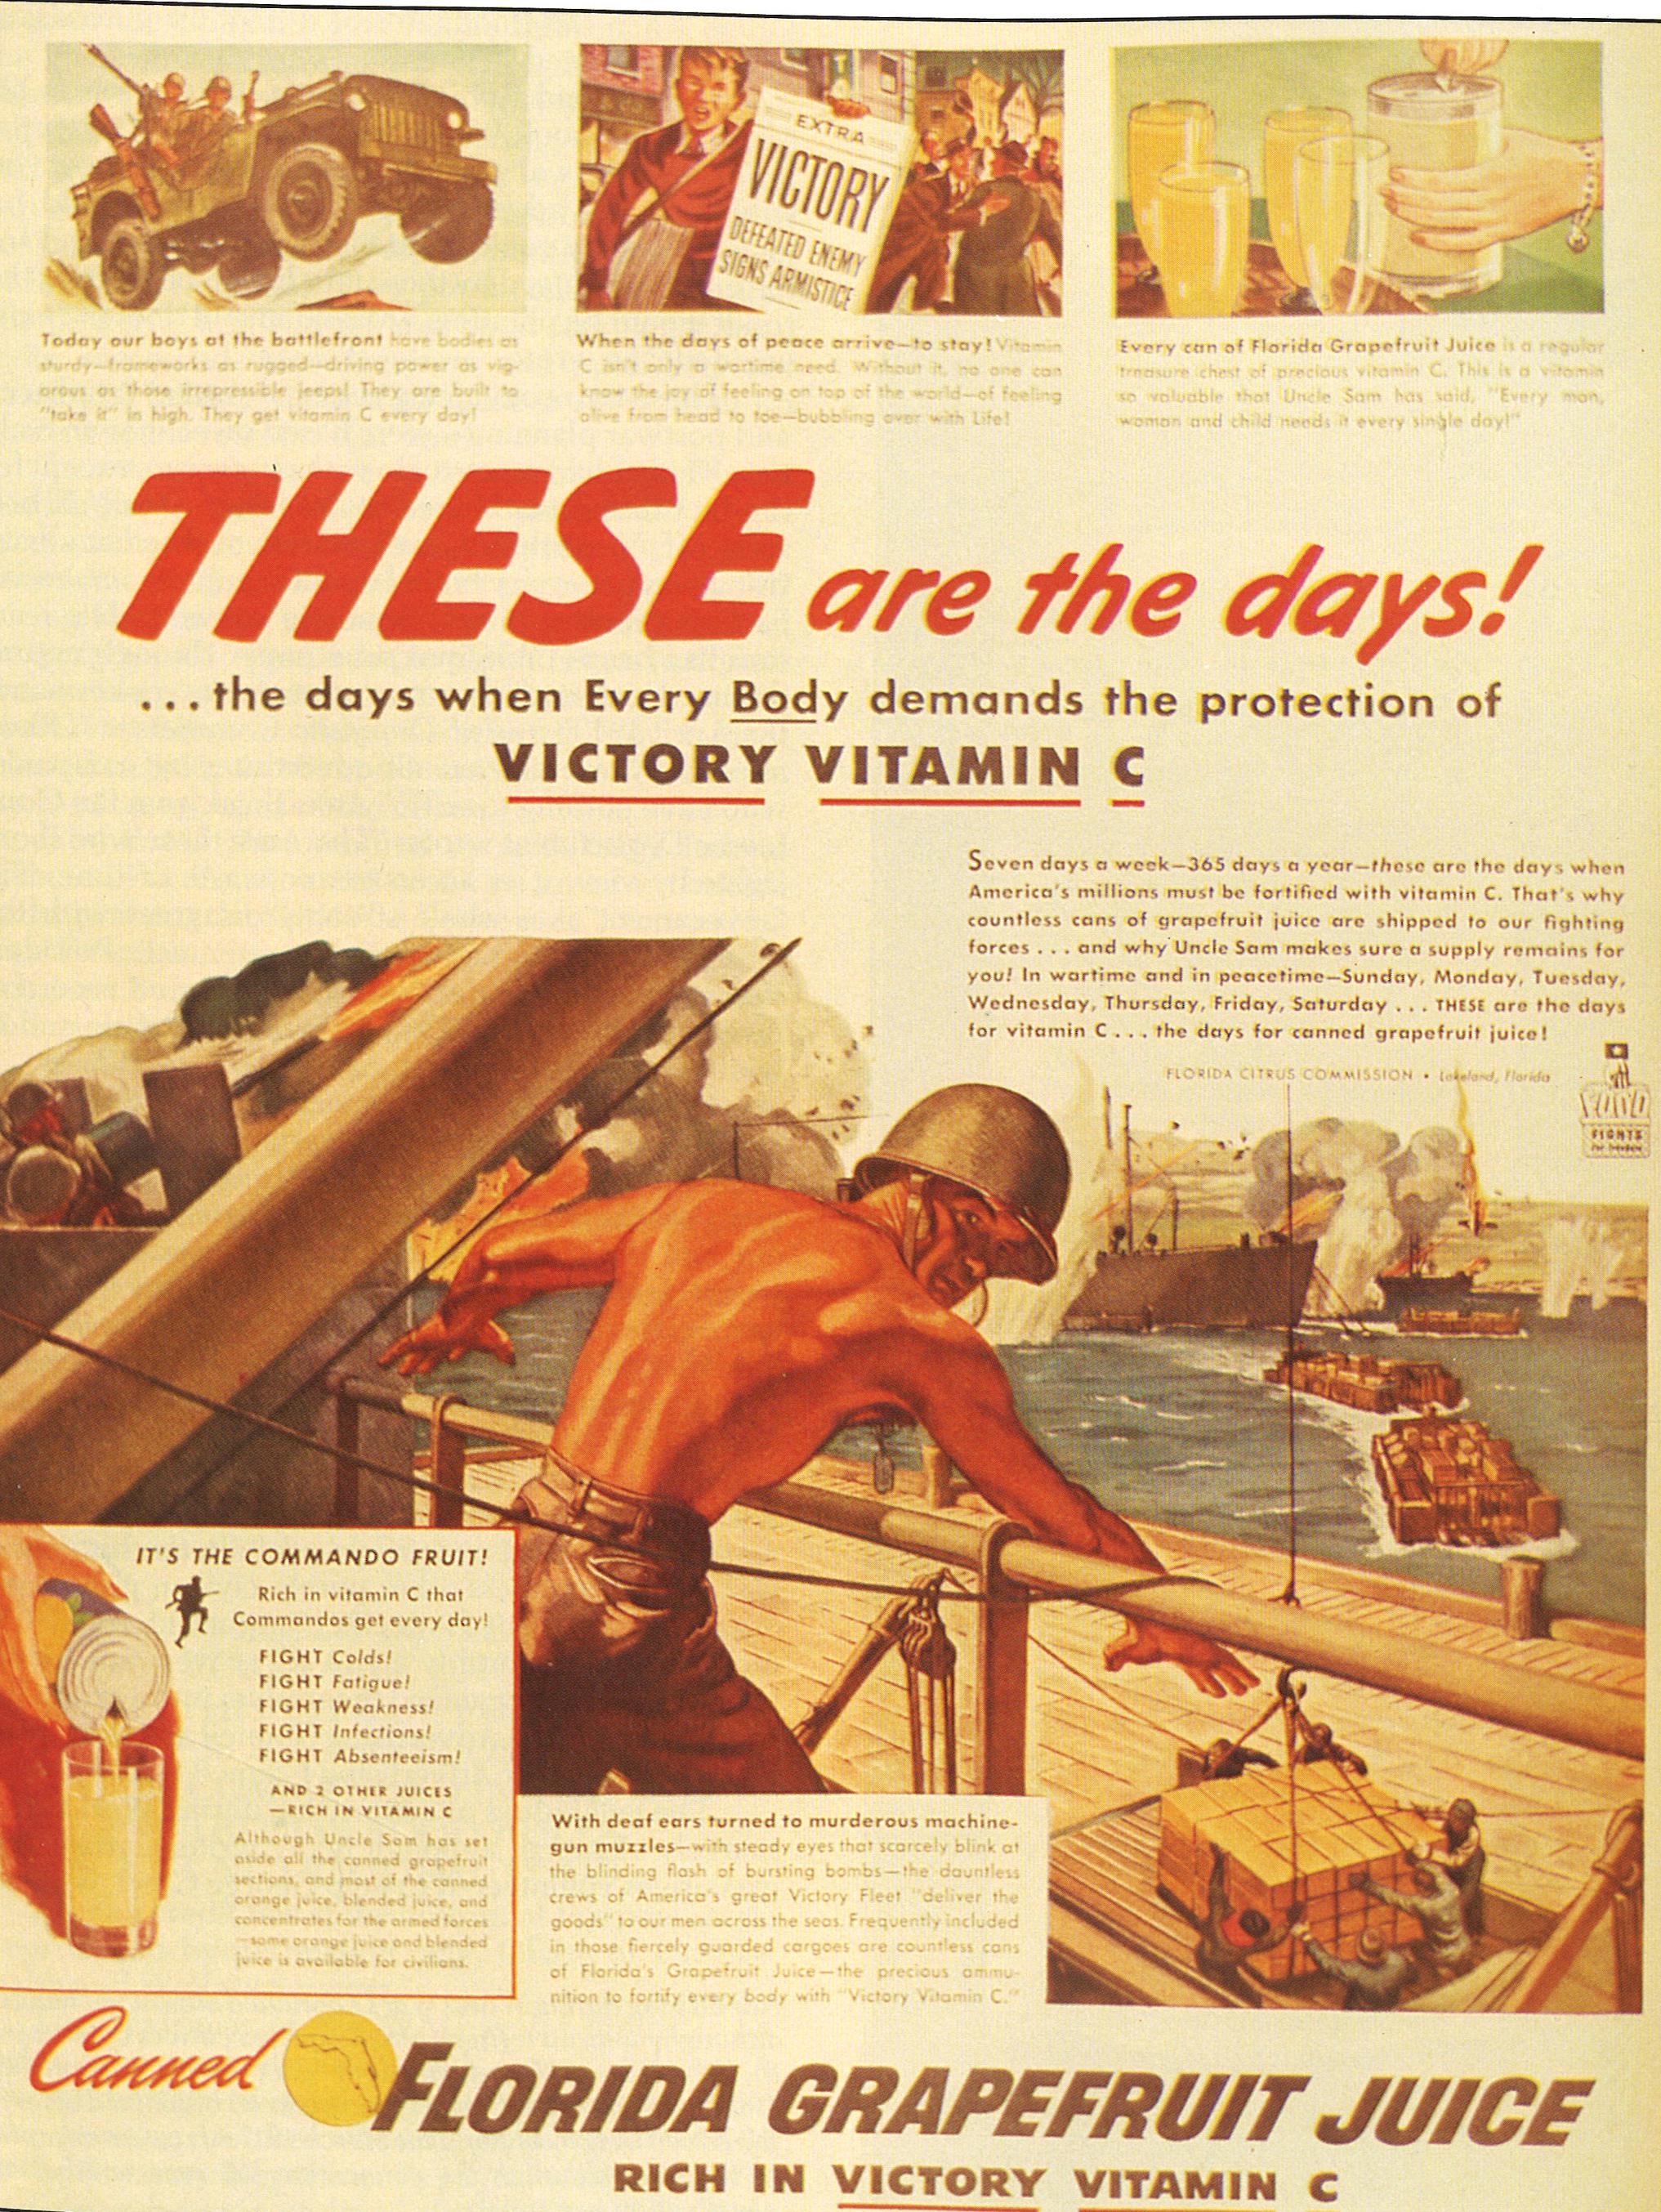 EXTRA
VICTORY
DEFEATED ENEMY
SIGNS ARMISTICE
Today our boys at the battlefront have bodies as
sturdy—frameworks as rugged—driving power as vig-
orous as those irrepressible jeeps! They are built to
"take it" in high. They get vitamin C every day!
When the days of peace arrive—to stay! Vitamin
C isn't only a wartime need. Without it, no one can
know the joy of feeling on top of the world—of feeling
alive from head to toe—bubbling over with Life!
Every can of Florida Grapefruit Juice is a regular
treasure chest of precious vitamin C. This is a vitamin
so valuable that Uncle Sam has said, "Every man,
woman and child needs it every single day!"
THESE are the days!
...the days when Every Body demands the protection of
VICTORY VITAMIN C
Seven days a week—365 days a year—these are the days when
America's millions must be fortified with vitamin C. That's why
countless cans of grapefruit juice are shipped to our fighting
forces ... and why Uncle Sam makes sure a supply remains for
you! In wartime and in peacetime—Sunday, Monday, Tuesday,
Wednesday, Thursday, Friday, Saturday ... THESE are the days
for vitamin C ... the days for canned grapefruit juice!
FLORIDA CITRUS COMMISSION • Lakeland, Florida
FOOD
FIGHTS
For Freedom
IT'S THE COMMANDO FRUIT!
Rich in vitamin C that
Commandos get every day!
FIGHT Colds!
FIGHT Fatigue!
FIGHT Weakness!
FIGHT Infections!
FIGHT Absenteeism!
AND 2 OTHER JUICES
—RICH IN VITAMIN C
Although Uncle Sam has set
aside all the canned grapefruit
sections, and most of the canned
orange juice, blended juice, and
concentrates for the armed forces
—some orange juice and blended
juice is available for civilians.
With deaf ears turned to murderous machine-
gun muzzles—with steady eyes that scarcely blink at
the blinding flash of bursting bombs—the dauntless
crews of America's great Victory Fleet "deliver the
goods" to our men across the seas. Frequently included
in those fiercely guarded cargoes are countless cans
of Florida's Grapefruit Juice—the precious ammu-
nition to fortify every body with "Victory Vitamin C."
Canned FLORIDA GRAPEFRUIT JUICE
RICH IN VICTORY VITAMIN C